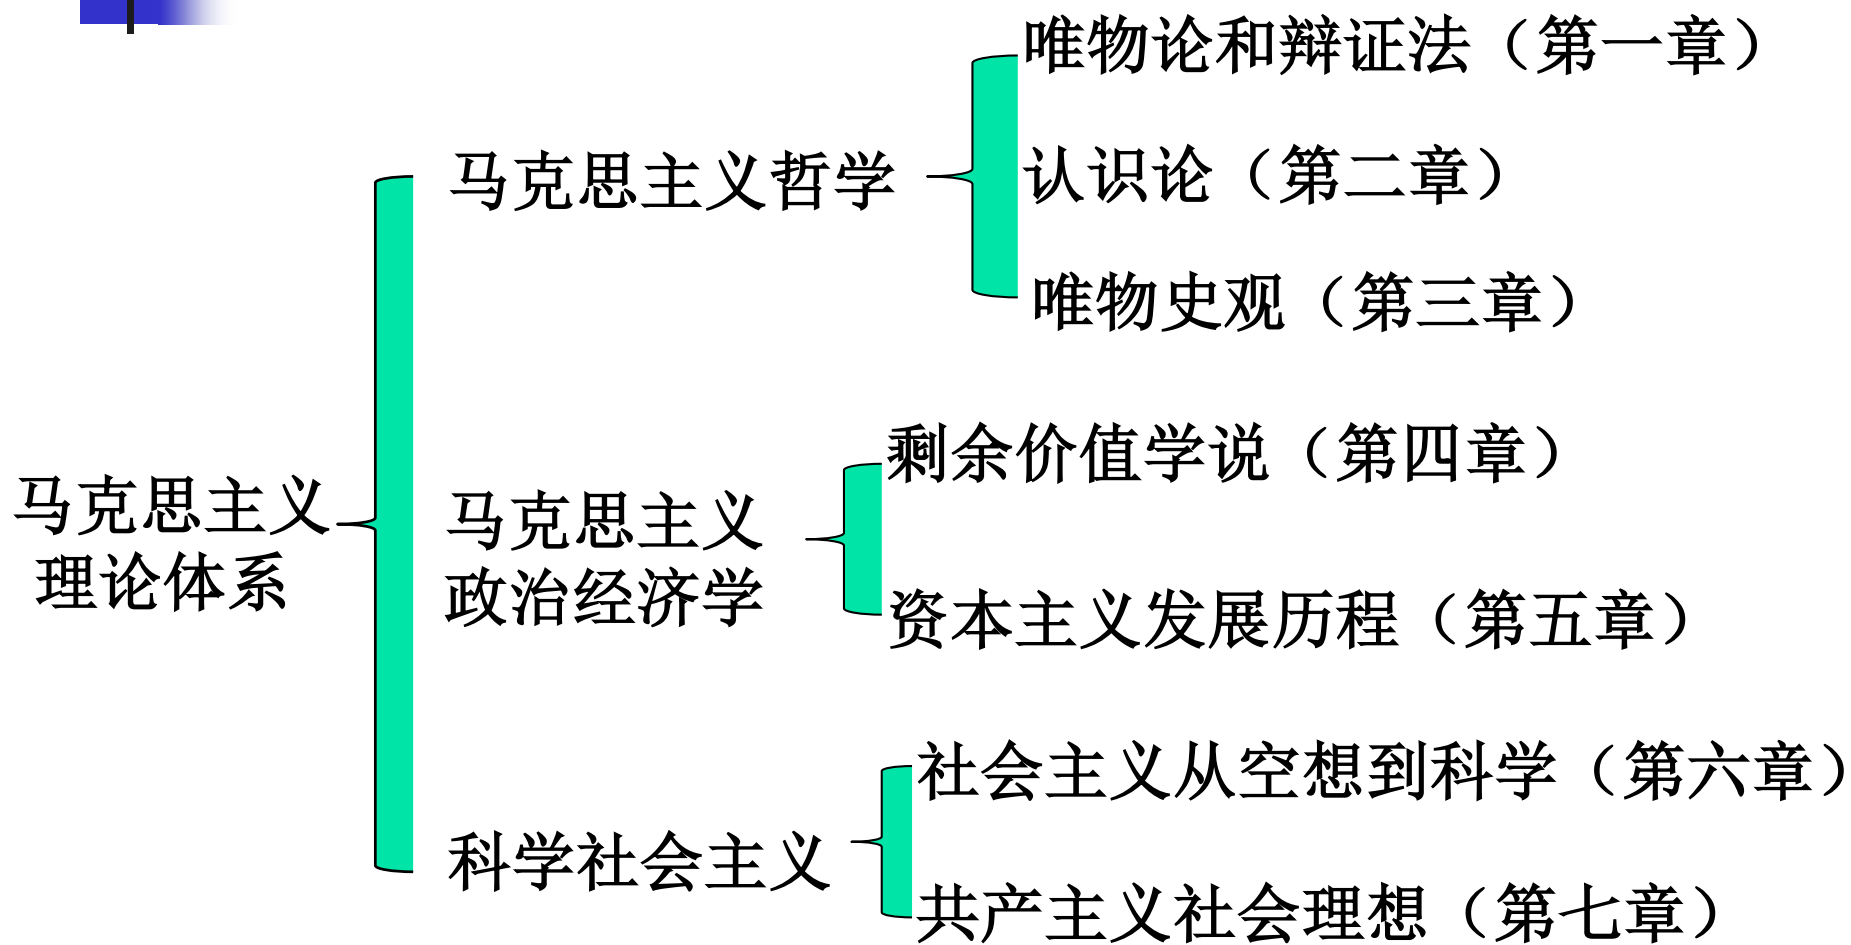 马克思主义
理论体系
马克思主义哲学
唯物论和辩证法（第一章）
认识论（第二章）
唯物史观（第三章）
马克思主义
政治经济学
剩余价值学说（第四章）
资本主义发展历程（第五章）
科学社会主义
社会主义从空想到科学（第六章）
共产主义社会理想（第七章）